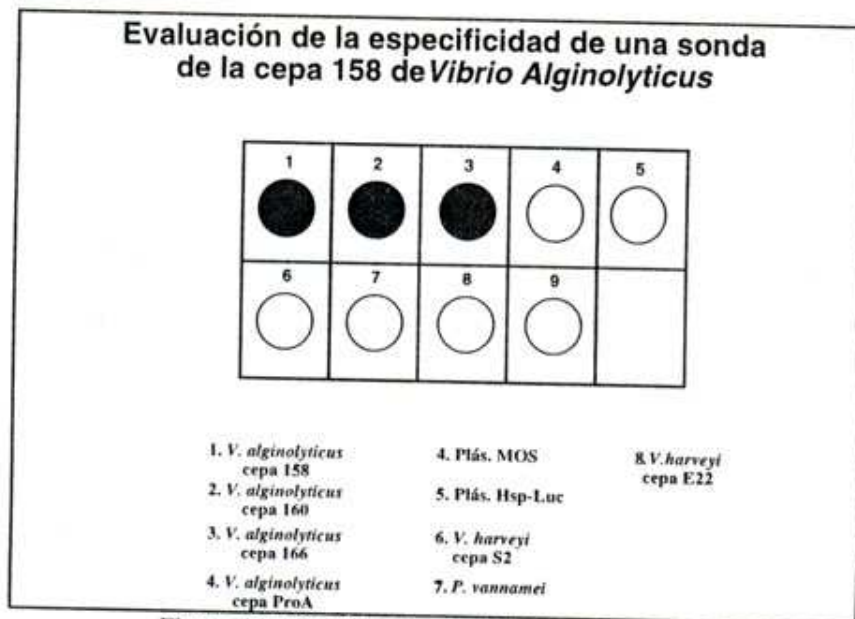 Evaluación de la especificidad de una sonda
de la cepa 158 de Vibrio Alginolyticus
1 2 3 4 5
6 7 8 9
1. V. alginolyticus
cepa 158
2. V. alginolyticus
cepa 160
3. V. alginolyticus
cepa 166
4. V. alginolyticus
cepa ProA
4. Plás. MOS
5. Plás. Hsp-Luc
6. V. harveyi
cepa S2
7. P. vannamei
8. V.harveyi
cepa E22